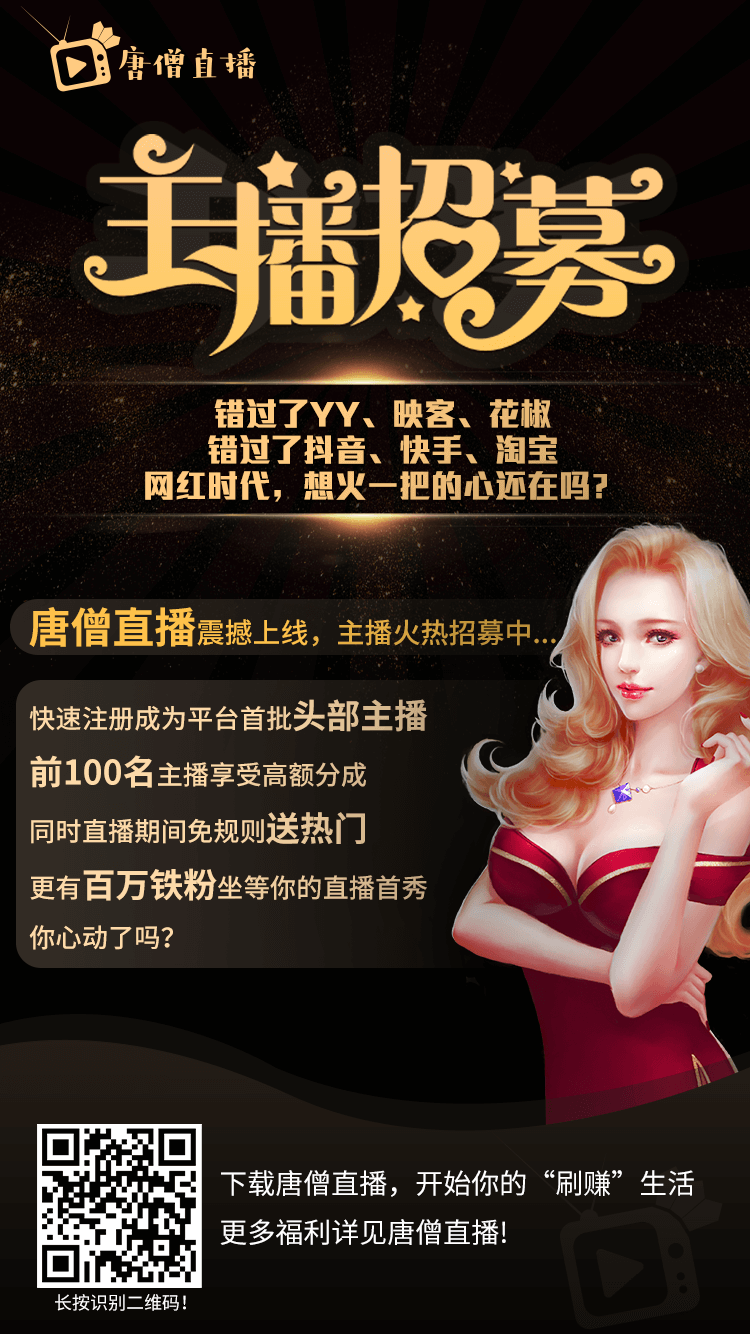 唐僧直播
主播招募
错过了YY、映客、花椒
错过了抖音、快手、淘宝
网红时代，想火一把的心还在吗？
唐僧直播震撼上线，主播火热招募中...
快速注册成为平台首批头部主播
前100名主播享受高额分成
同时直播期间免规则送热门
更有百万铁粉坐等你的直播首秀
你心动了吗？
下载唐僧直播，开始你的“刷赚”生活
更多福利详见唐僧直播!
长按识别二维码！